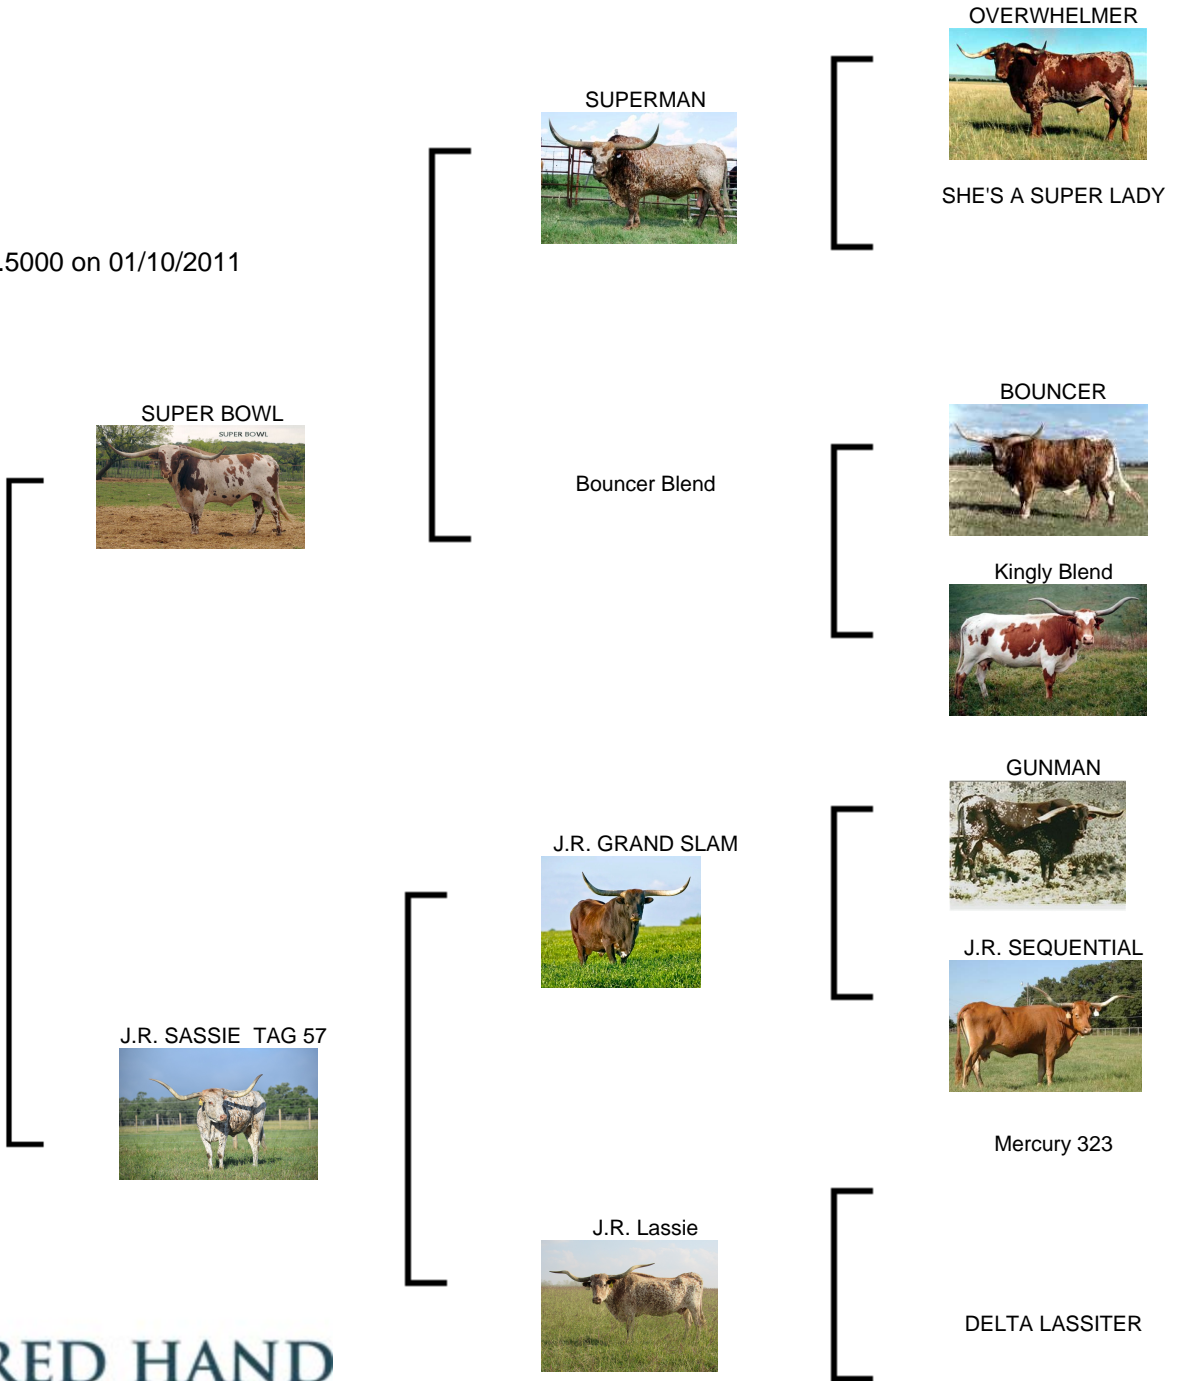 OVERWHELMER
SUPERMAN
SHE'S A SUPER LADY
.5000 on 01/10/2011
BOUNCER
SUPER BOWL
SUPER BOWL
Bouncer Blend
Kingly Blend
GUNMAN
J.R. GRAND SLAM
J.R. SEQUENTIAL
J.R. SASSIE TAG 57
Mercury 323
J.R. Lassie
DELTA LASSITER
RED HAND